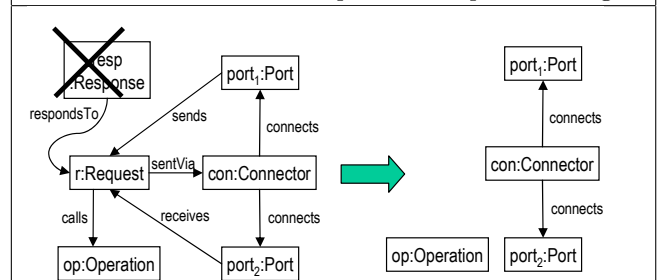 esp
:Response
port1:Port
port1:Port
respondsTo
sends
connects
connects
r:Request
sentVia
con:Connector
con:Connector
calls
receives
connects
connects
op:Operation
port2:Port
op:Operation
port2:Port